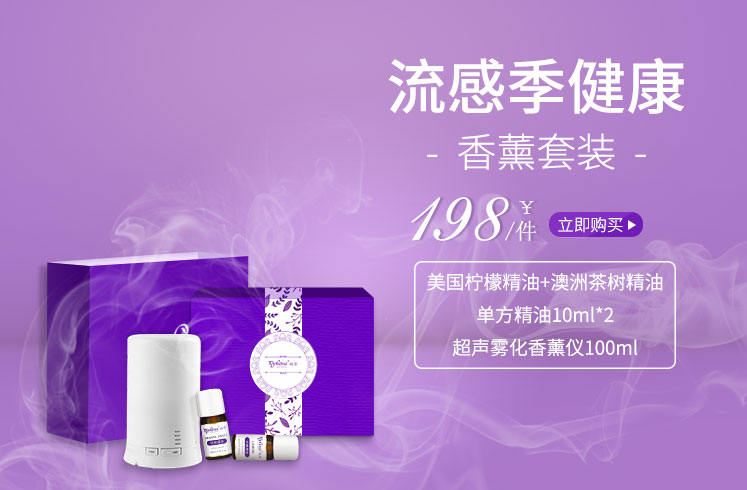 流感季健康
- 香薰套装 -
198¥/件
立即购买
美国柠檬精油+澳洲茶树精油
单方精油10ml*2
超声雾化香薰仪100ml